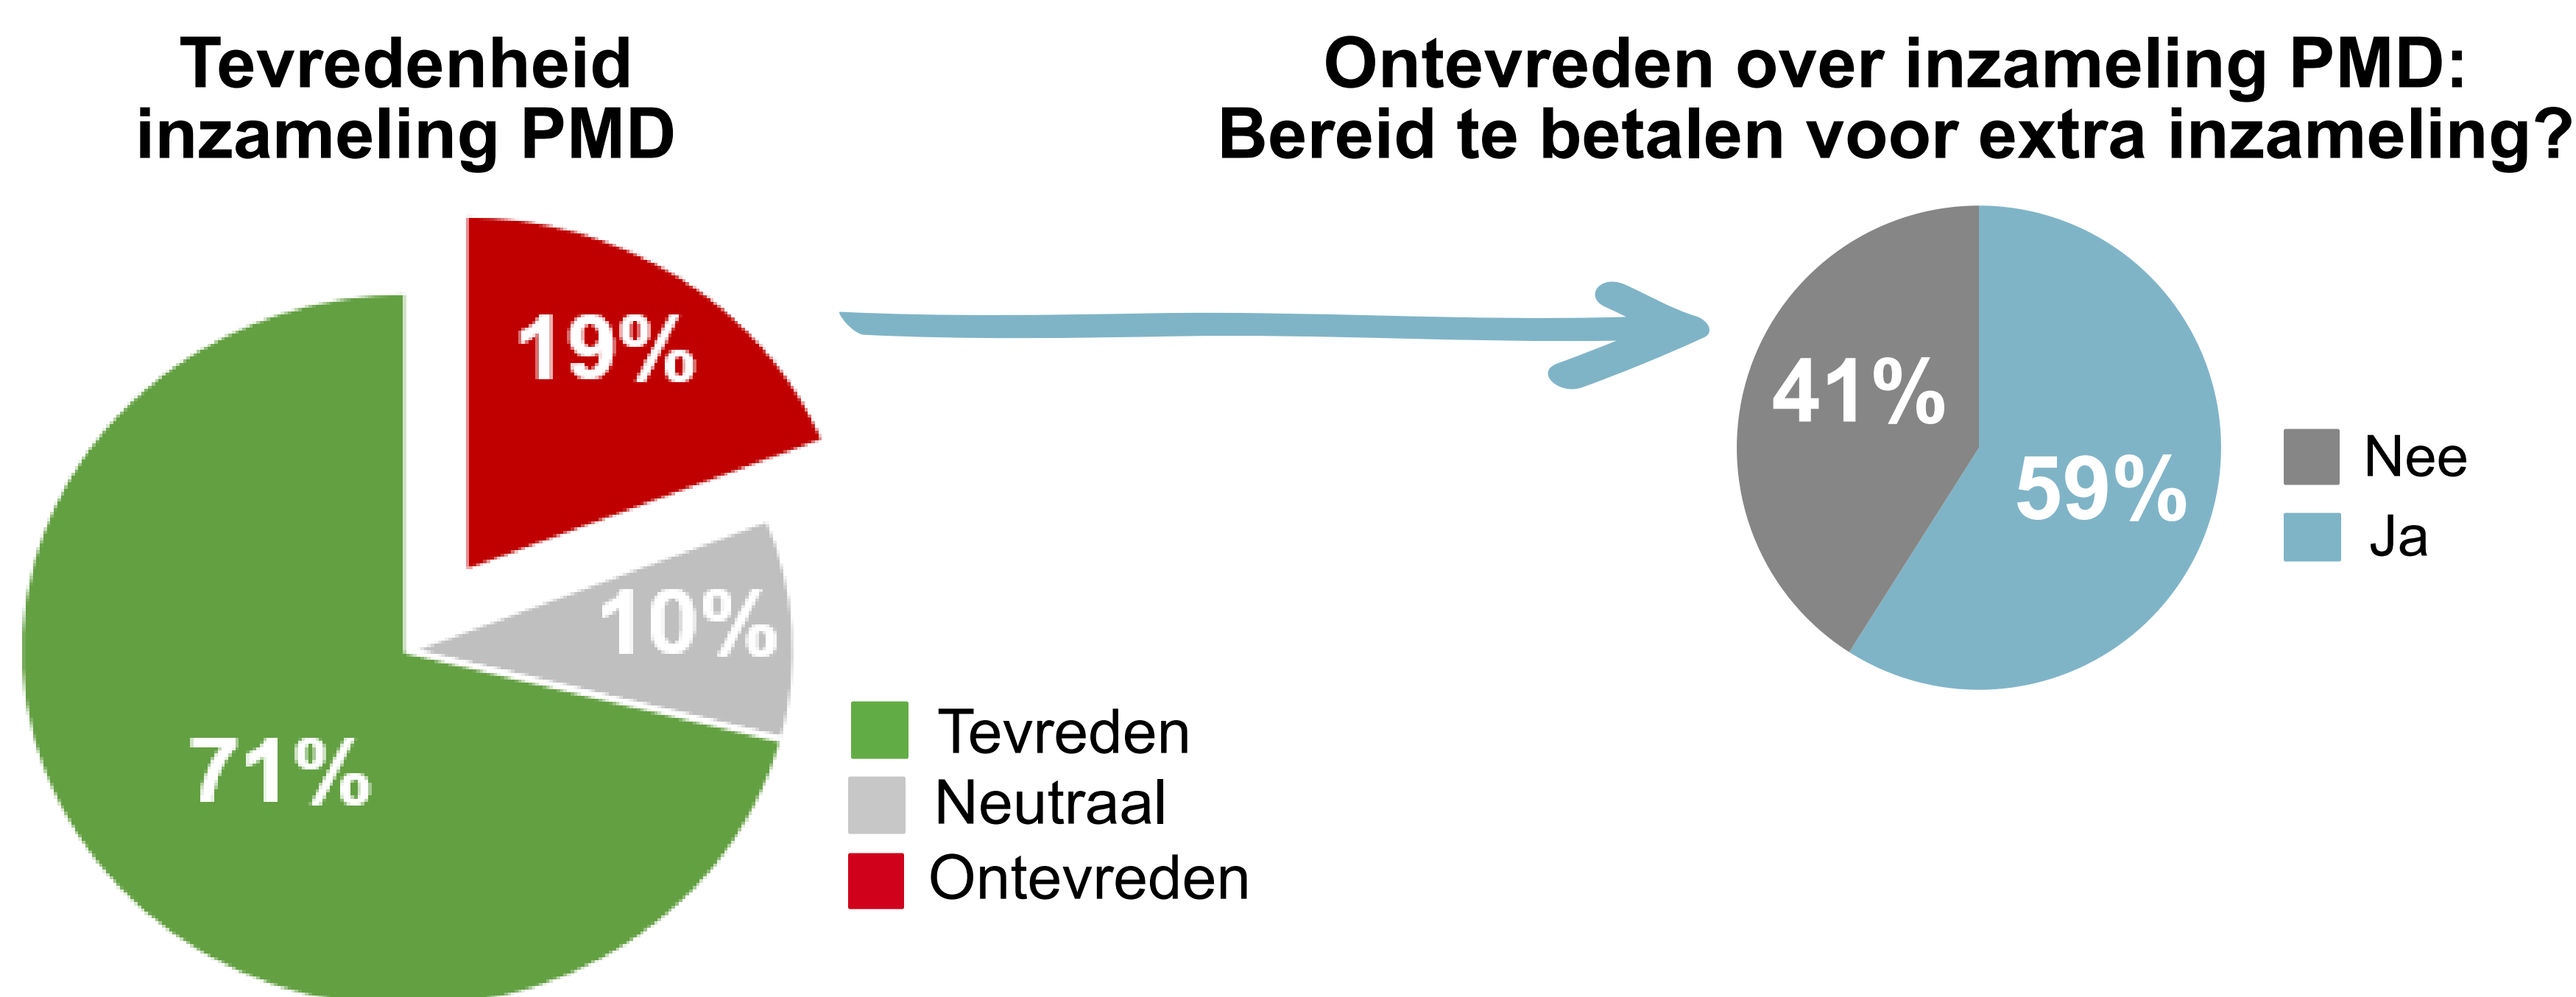 Tevredenheid
inzameling PMD
19%
10%
71%
Tevreden
Neutraal
Ontevreden
Ontevreden over inzameling PMD:
Bereid te betalen voor extra inzameling?
41%
59%
Nee
Ja